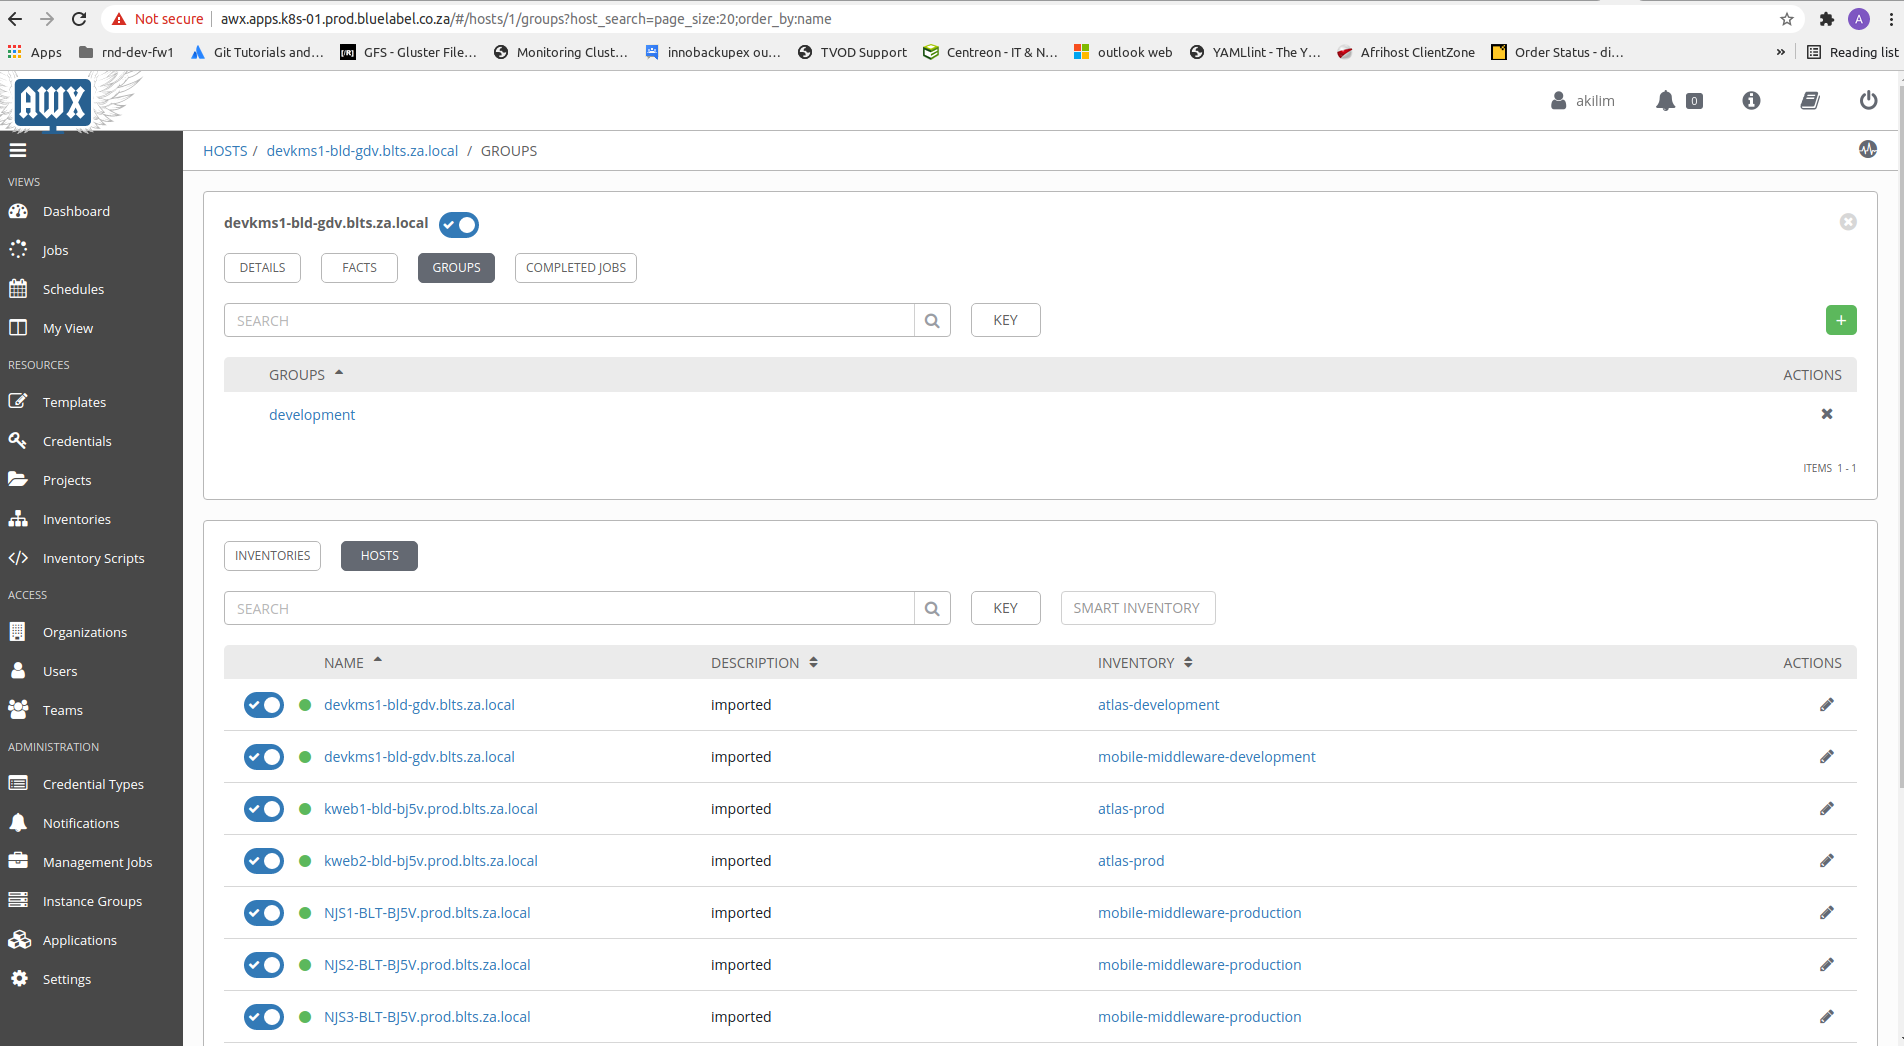 Not secure | awx.apps.k8s-01.prod.bluelabel.co.za/#/hosts/1/groups?host_search=page_size:20;order_by:name A
Apps rnd-dev-fw1 Git Tutorials and... [/R] GFS - Gluster File... Monitoring Clust... innobackupex ou... TVOD Support Centreon - IT & N... outlook web YAMLlint - The Y... Afrihost ClientZone Order Status - di... » Reading list
AWX
akilim 0
HOSTS / devkms1-bld-gdv.blts.za.local / GROUPS
VIEWS
Dashboard
Jobs
Schedules
My View
RESOURCES
Templates
Credentials
Projects
Inventories
Inventory Scripts
ACCESS
Organizations
Users
Teams
ADMINISTRATION
Credential Types
Notifications
Management Jobs
Instance Groups
Applications
Settings
devkms1-bld-gdv.blts.za.local
DETAILS FACTS GROUPS COMPLETED JOBS
SEARCH KEY +
GROUPS ACTIONS
development
ITEMS 1 - 1
INVENTORIES HOSTS
SEARCH KEY SMART INVENTORY
NAME DESCRIPTION INVENTORY ACTIONS
devkms1-bld-gdv.blts.za.local imported atlas-development
devkms1-bld-gdv.blts.za.local imported mobile-middleware-development
kweb1-bld-bj5v.prod.blts.za.local imported atlas-prod
kweb2-bld-bj5v.prod.blts.za.local imported atlas-prod
NJS1-BLT-BJ5V.prod.blts.za.local imported mobile-middleware-production
NJS2-BLT-BJ5V.prod.blts.za.local imported mobile-middleware-production
NJS3-BLT-BJ5V.prod.blts.za.local imported mobile-middleware-production